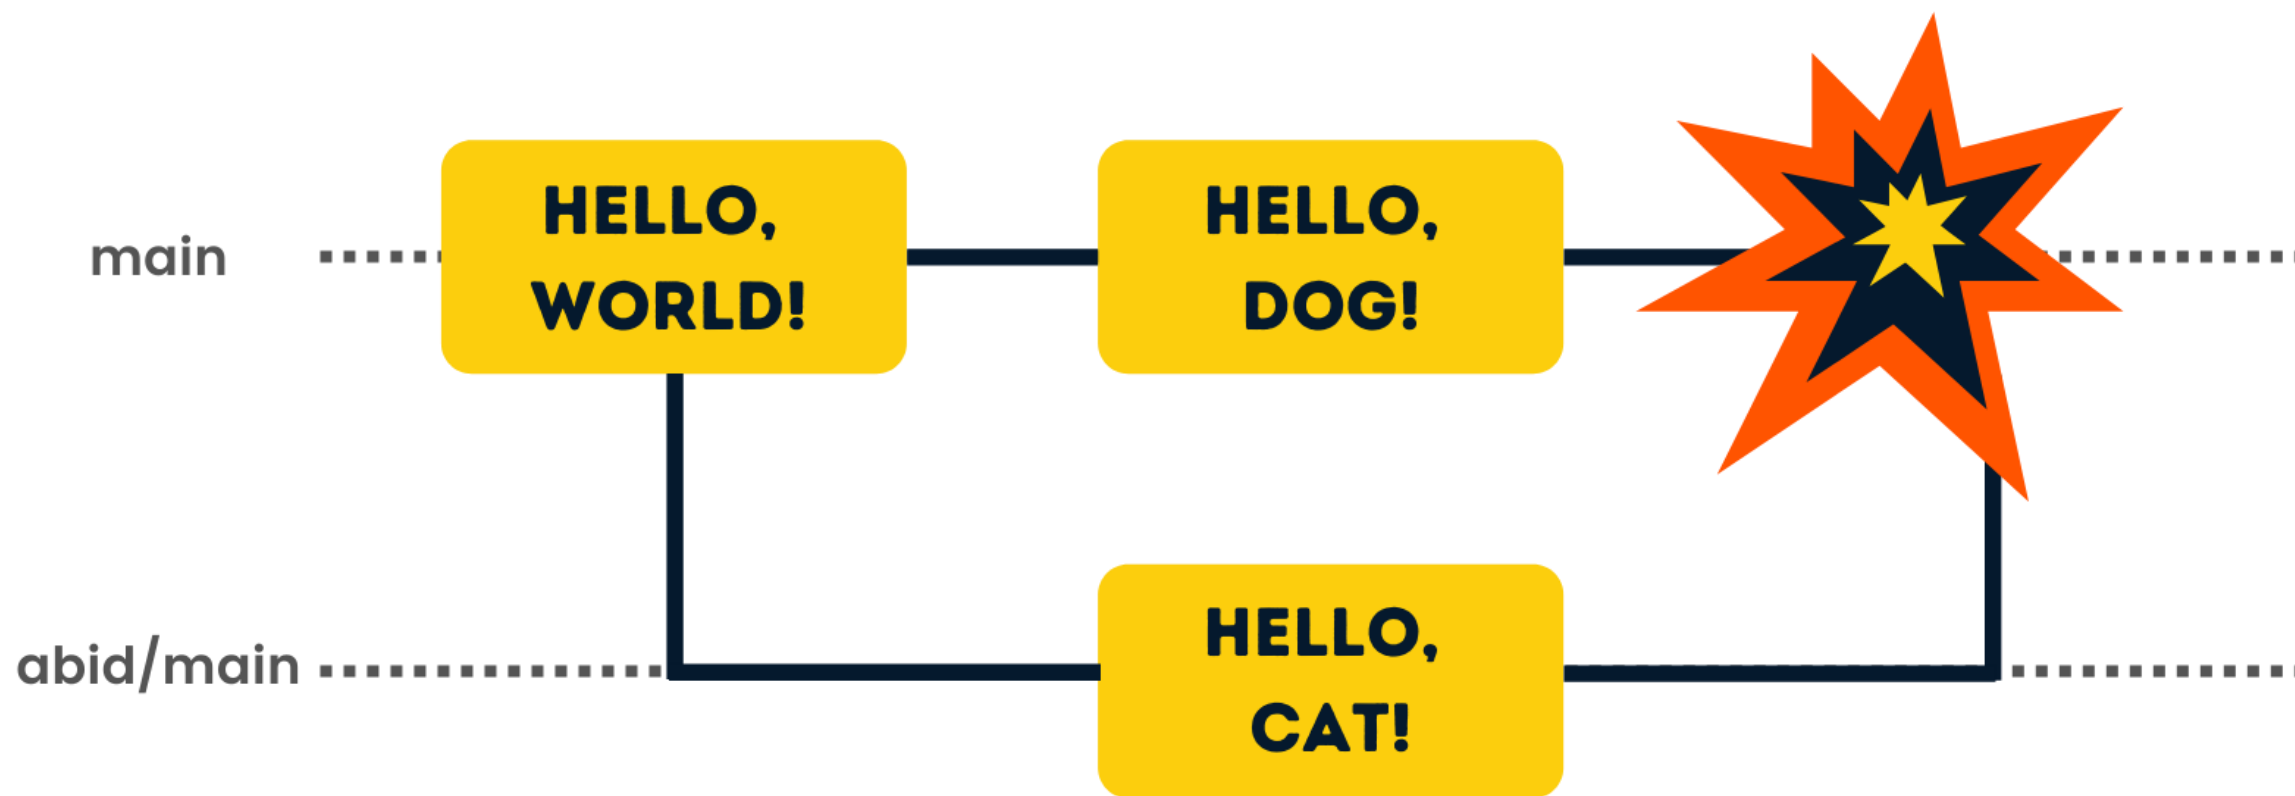 HELLO,
WORLD!
HELLO,
DOG!
main
HELLO,
CAT!
abid/main